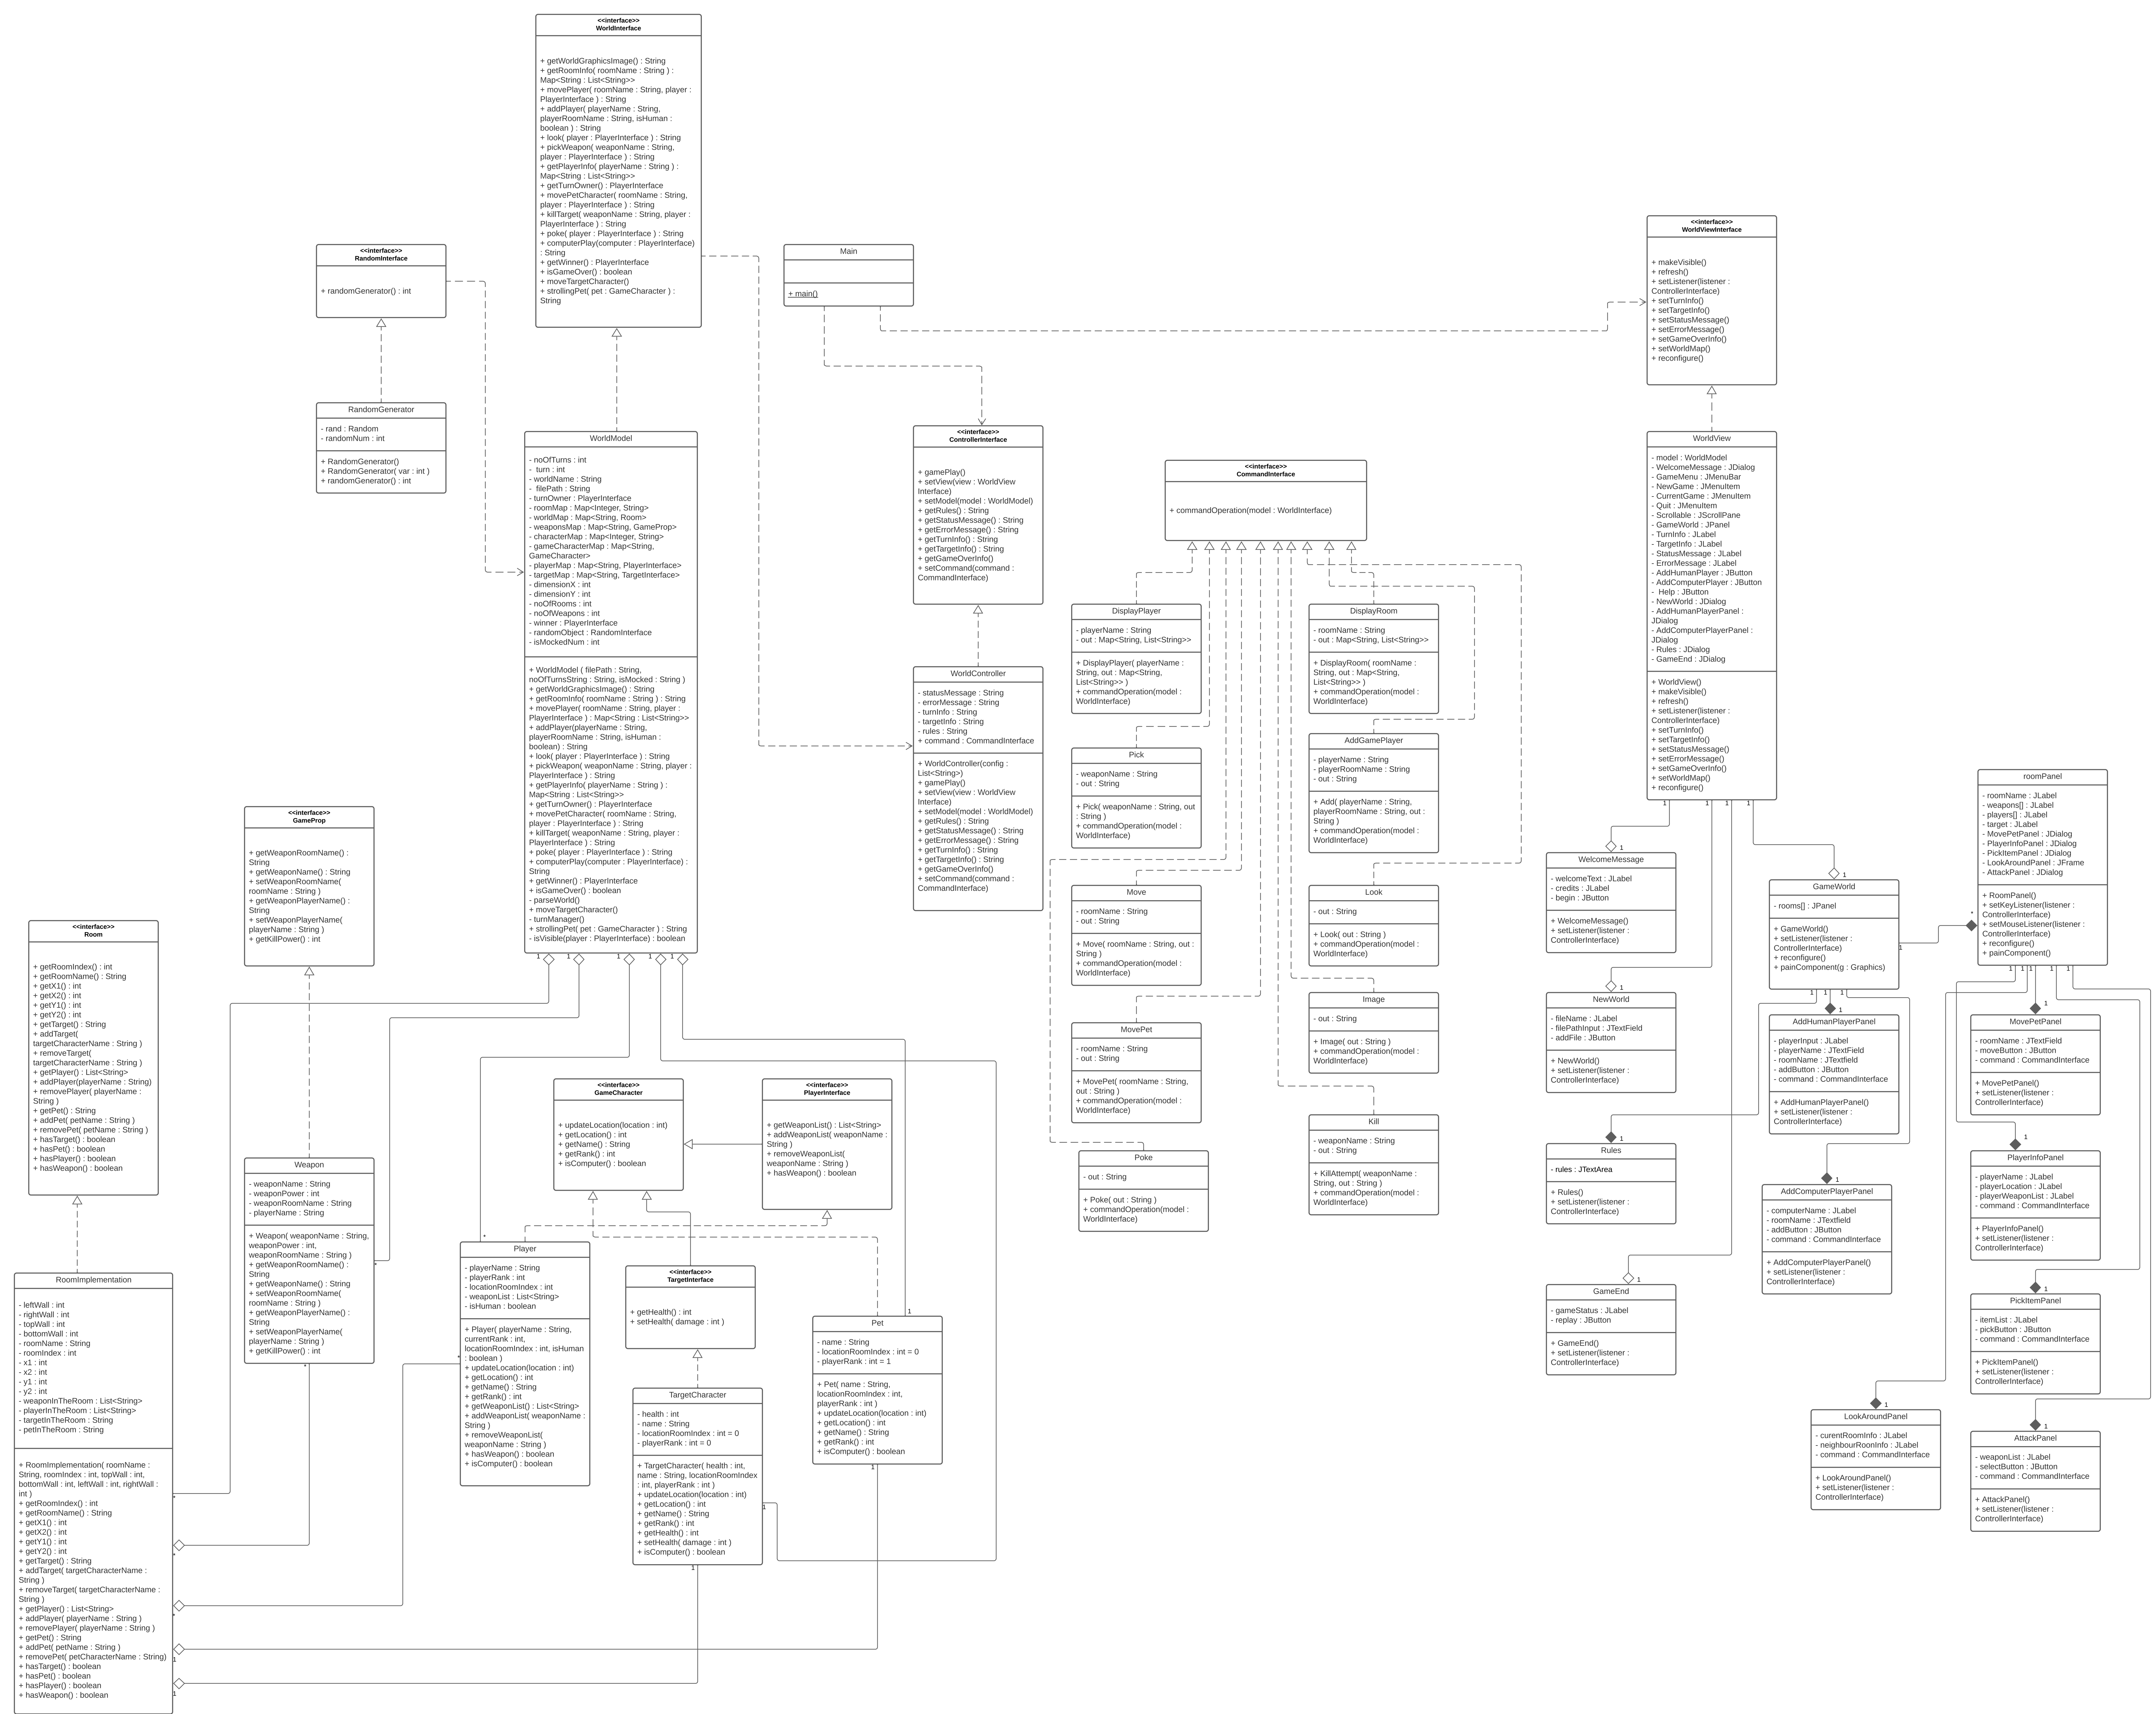 <<interface>>
WorldInterface
+ getWorldGraphicsImage() : String
+ getRoomInfo( roomName : String ) :
Map<String : List<String>>
+ movePlayer( roomName : String, player :
PlayerInterface ) : String
+ addPlayer( playerName : String,
playerRoomName : String, isHuman :
boolean ) : String
+ look( player : PlayerInterface ) : String
+ pickWeapon( weaponName : String,
player : PlayerInterface ) : String
+ getPlayerInfo( playerName : String ) :
Map<String : List<String>>
+ getTurnOwner() : PlayerInterface
+ movePetCharacter( roomName : String,
player : PlayerInterface ) : String
+ killTarget( weaponName : String, player :
PlayerInterface ) : String
+ poke( player : PlayerInterface ) : String
+ computerPlay(computer : PlayerInterface)
: String
+ getWinner() : PlayerInterface
+ isGameOver() : boolean
+ moveTargetCharacter()
+ strollingPet( pet : GameCharacter ) :
String
<<interface>>
RandomInterface
+ randomGenerator() : int
Main
+ main()
<<interface>>
WorldViewInterface
+ makeVisible()
+ refresh()
+ setListener(listener :
ControllerInterface)
+ setTurnInfo()
+ setTargetInfo()
+ setStatusMessage()
+ setErrorMessage()
+ setGameOverInfo()
+ setWorldMap()
+ reconfigure()
RandomGenerator
- rand : Random
- randomNum : int
+ RandomGenerator()
+ RandomGenerator( var : int )
+ randomGenerator() : int
WorldModel
- noOfTurns : int
-  turn : int
- worldName : String
-  filePath : String
- turnOwner : PlayerInterface
- roomMap : Map<Integer, String>
- worldMap : Map<String, Room>
- weaponsMap : Map<String, GameProp>
- characterMap : Map<Integer, String>
- gameCharacterMap : Map<String,
GameCharacter>
- playerMap : Map<String, PlayerInterface>
- targetMap : Map<String, TargetInterface>
- dimensionX : int
- dimensionY : int
- noOfRooms : int
- noOfWeapons : int
- winner : PlayerInterface
- randomObject : RandomInterface
- isMockedNum : int
+ WorldModel ( filePath : String,
noOfTurnsString : String, isMocked : String )
+ getWorldGraphicsImage() : String
+ getRoomInfo( roomName : String ) : String
+ movePlayer( roomName : String, player :
PlayerInterface ) : Map<String : List<String>>
+ addPlayer(playerName : String,
playerRoomName : String, isHuman :
boolean) : String
+ look( player : PlayerInterface ) : String
+ pickWeapon( weaponName : String, player :
PlayerInterface ) : String
+ getPlayerInfo( playerName : String ) :
Map<String : List<String>>
+ getTurnOwner() : PlayerInterface
+ movePetCharacter( roomName : String,
player : PlayerInterface ) : String
+ killTarget( weaponName : String, player :
PlayerInterface ) : String
+ poke( player : PlayerInterface ) : String
+ computerPlay(computer : PlayerInterface) :
String
+ getWinner() : PlayerInterface
+ isGameOver() : boolean
- parseWorld()
+ moveTargetCharacter()
- turnManager()
+ strollingPet( pet : GameCharacter ) : String
- isVisible(player : PlayerInterface) : boolean
1 1 1 1 1
<<interface>>
ControllerInterface
+ gamePlay()
+ setView(view : WorldView
Interface)
+ setModel(model : WorldModel)
+ getRules() : String
+ getStatusMessage() : String
+ getErrorMessage() : String
+ getTurnInfo() : String
+ getTargetInfo() : String
+ getGameOverInfo()
+ setCommand(command :
CommandInterface)
WorldController
- statusMessage : String
- errorMessage : String
- turnInfo : String
- targetInfo : String
- rules : String
+ command : CommandInterface
+ WorldController(config :
List<String>)
+ gamePlay()
+ setView(view : WorldView
Interface)
+ setModel(model : WorldModel)
+ getRules() : String
+ getStatusMessage() : String
+ getErrorMessage() : String
+ getTurnInfo() : String
+ getTargetInfo() : String
+ getGameOverInfo()
+ setCommand(command :
CommandInterface)
<<interface>>
CommandInterface
+ commandOperation(model : WorldInterface)
DisplayPlayer
- playerName : String
- out : Map<String, List<String>>
+ DisplayPlayer( playerName :
String, out : Map<String,
List<String>> )
+ commandOperation(model :
WorldInterface)
DisplayRoom
- roomName : String
- out : Map<String, List<String>>
+ DisplayRoom( roomName :
String, out : Map<String,
List<String>> )
+ commandOperation(model :
WorldInterface)
Pick
- weaponName : String
- out : String
+ Pick( weaponName : String, out
: String )
+ commandOperation(model :
WorldInterface)
AddGamePlayer
- playerName : String
- playerRoomName : String
- out : String
+ Add( playerName : String,
playerRoomName : String, out :
String )
+ commandOperation(model :
WorldInterface)
Move
- roomName : String
- out : String
+ Move( roomName : String, out :
String )
+ commandOperation(model :
WorldInterface)
Look
- out : String
+ Look( out : String )
+ commandOperation(model :
WorldInterface)
MovePet
- roomName : String
- out : String
+ MovePet( roomName : String,
out : String )
+ commandOperation(model :
WorldInterface)
Image
- out : String
+ Image( out : String )
+ commandOperation(model :
WorldInterface)
Poke
- out : String
+ Poke( out : String )
+ commandOperation(model :
WorldInterface)
Kill
- weaponName : String
- out : String
+ KillAttempt( weaponName :
String, out : String )
+ commandOperation(model :
WorldInterface)
WorldView
- model : WorldModel
- WelcomeMessage : JDialog
- GameMenu : JMenuBar
- NewGame : JMenuItem
- CurrentGame : JMenuItem
- Quit : JMenuItem
- Scrollable : JScrollPane
- GameWorld : JPanel
- TurnInfo : JLabel
- TargetInfo : JLabel
- StatusMessage : JLabel
- ErrorMessage : JLabel
- AddHumanPlayer : JButton
- AddComputerPlayer : JButton
-  Help : JButton
- NewWorld : JDialog
- AddHumanPlayerPanel :
JDialog
- AddComputerPlayerPanel :
JDialog
- Rules : JDialog
- GameEnd : JDialog
+ WorldView()
+ makeVisible()
+ refresh()
+ setListener(listener :
ControllerInterface)
+ setTurnInfo()
+ setTargetInfo()
+ setStatusMessage()
+ setErrorMessage()
+ setGameOverInfo()
+ setWorldMap()
+ reconfigure()
1 1 1 1
1
WelcomeMessage
- welcomeText : JLabel
- credits : JLabel
- begin : JButton
+ WelcomeMessage()
+ setListener(listener :
ControllerInterface)
1
NewWorld
- fileName : JLabel
- filePathInput : JTextField
- addFile : JButton
+ NewWorld()
+ setListener(listener :
ControllerInterface)
1
Rules
- rules : JTextArea
+ Rules()
+ setListener(listener :
ControllerInterface)
1
GameEnd
- gameStatus : JLabel
- replay : JButton
+ GameEnd()
+ setListener(listener :
ControllerInterface)
1
GameWorld
- rooms[] : JPanel
+ GameWorld()
+ setListener(listener :
ControllerInterface)
+ reconfigure()
+ painComponent(g : Graphics)
1
1 1 1
1
AddHumanPlayerPanel
- playerInput : JLabel
- playerName : JTextField
- roomName : JTextfield
- addButton : JButton
- command : CommandInterface
+ AddHumanPlayerPanel()
+ setListener(listener :
ControllerInterface)
1
AddComputerPlayerPanel
- computerName : JLabel
- roomName : JTextfield
- addButton : JButton
- command : CommandInterface
+ AddComputerPlayerPanel()
+ setListener(listener :
ControllerInterface)
*
roomPanel
- roomName : JLabel
- weapons[] : JLabel
- players[] : JLabel
- target : JLabel
- MovePetPanel : JDialog
- PlayerInfoPanel : JDialog
- PickItemPanel : JDialog
- LookAroundPanel : JFrame
- AttackPanel : JDialog
+ RoomPanel()
+ setKeyListener(listener :
ControllerInterface)
+ setMouseListener(listener :
ControllerInterface)
+ reconfigure()
+ painComponent()
1 1 1 1 1
1
MovePetPanel
- roomName : JTextField
- moveButton : JButton
- command : CommandInterface
+ MovePetPanel()
+ setListener(listener :
ControllerInterface)
1
PlayerInfoPanel
- playerName : JLabel
- playerLocation : JLabel
- playerWeaponList : JLabel
- command : CommandInterface
+ PlayerInfoPanel()
+ setListener(listener :
ControllerInterface)
1
PickItemPanel
- itemList : JLabel
- pickButton : JButton
- command : CommandInterface
+ PickItemPanel()
+ setListener(listener :
ControllerInterface)
1
LookAroundPanel
- curentRoomInfo : JLabel
- neighbourRoonInfo : JLabel
- command : CommandInterface
+ LookAroundPanel()
+ setListener(listener :
ControllerInterface)
1
AttackPanel
- weaponList : JLabel
- selectButton : JButton
- command : CommandInterface
+ AttackPanel()
+ setListener(listener :
ControllerInterface)
<<interface>>
GameProp
+ getWeaponRoomName() :
String
+ getWeaponName() : String
+ setWeaponRoomName(
roomName : String )
+ getWeaponPlayerName() :
String
+ setWeaponPlayerName(
playerName : String )
+ getKillPower() : int
<<interface>>
Room
+ getRoomIndex() : int
+ getRoomName() : String
+ getX1() : int
+ getX2() : int
+ getY1() : int
+ getY2() : int
+ getTarget() : String
+ addTarget(
targetCharacterName : String )
+ removeTarget(
targetCharacterName : String )
+ getPlayer() : List<String>
+ addPlayer(playerName : String)
+ removePlayer( playerName :
String )
+ getPet() : String
+ addPet( petName : String )
+ removePet( petName : String )
+ hasTarget() : boolean
+ hasPet() : boolean
+ hasPlayer() : boolean
+ hasWeapon() : boolean
Weapon
- weaponName : String
- weaponPower : int
- weaponRoomName : String
- playerName : String
+ Weapon( weaponName : String,
weaponPower : int,
weaponRoomName : String )
+ getWeaponRoomName() :
String
+ getWeaponName() : String
+ setWeaponRoomName(
roomName : String )
+ getWeaponPlayerName() :
String
+ setWeaponPlayerName(
playerName : String )
+ getKillPower() : int
*
*
RoomImplementation
- leftWall : int
- rightWall : int
- topWall : int
- bottomWall : int
- roomName : String
- roomIndex : int
- x1 : int
- x2 : int
- y1 : int
- y2 : int
- weaponInTheRoom : List<String>
- playerInTheRoom : List<String>
- targetInTheRoom : String
- petInTheRoom : String
+ RoomImplementation( roomName :
String, roomIndex : int, topWall : int,
bottomWall : int, leftWall : int, rightWall :
int )
+ getRoomIndex() : int
+ getRoomName() : String
+ getX1() : int
+ getX2() : int
+ getY1() : int
+ getY2() : int
+ getTarget() : String
+ addTarget( targetCharacterName :
String )
+ removeTarget( targetCharacterName :
String )
+ getPlayer() : List<String>
+ addPlayer( playerName : String )
+ removePlayer( playerName : String )
+ getPet() : String
+ addPet( petName : String )
+ removePet( petCharacterName : String)
+ hasTarget() : boolean
+ hasPet() : boolean
+ hasPlayer() : boolean
+ hasWeapon() : boolean
*
*
*
1
1
<<interface>>
GameCharacter
+ updateLocation(location : int)
+ getLocation() : int
+ getName() : String
+ getRank() : int
+ isComputer() : boolean
<<interface>>
PlayerInterface
+ getWeaponList() : List<String>
+ addWeaponList( weaponName :
String )
+ removeWeaponList(
weaponName : String )
+ hasWeapon() : boolean
*
Player
- playerName : String
- playerRank : int
- locationRoomIndex : int
- weaponList : List<String>
- isHuman : boolean
+ Player( playerName : String,
currentRank : int,
locationRoomIndex : int, isHuman
: boolean )
+ updateLocation(location : int)
+ getLocation() : int
+ getName() : String
+ getRank() : int
+ getWeaponList() : List<String>
+ addWeaponList( weaponName :
String )
+ removeWeaponList(
weaponName : String )
+ hasWeapon() : boolean
+ isComputer() : boolean
*
<<interface>>
TargetInterface
+ getHealth() : int
+ setHealth( damage : int )
TargetCharacter
- health : int
- name : String
- locationRoomIndex : int = 0
- playerRank : int = 0
+ TargetCharacter( health : int,
name : String, locationRoomIndex
: int, playerRank : int )
+ updateLocation(location : int)
+ getLocation() : int
+ getName() : String
+ getRank() : int
+ getHealth() : int
+ setHealth( damage : int )
+ isComputer() : boolean
1
1
1
Pet
- name : String
- locationRoomIndex : int = 0
- playerRank : int = 1
+ Pet( name : String,
locationRoomIndex : int,
playerRank : int )
+ updateLocation(location : int)
+ getLocation() : int
+ getName() : String
+ getRank() : int
+ isComputer() : boolean
1